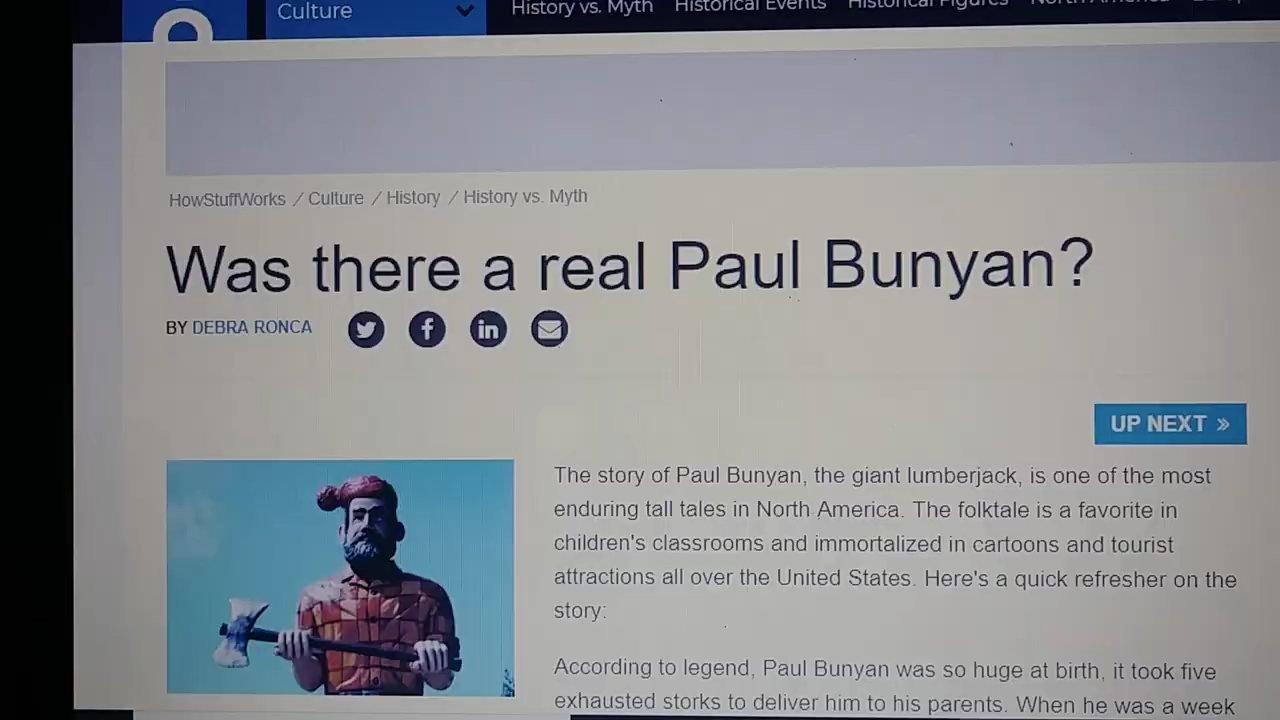 Culture
History vs. Myth
Historical Events
Historical Figures
North America
HowStuffWorks / Culture / History / History vs. Myth
Was there a real Paul Bunyan?
BY DEBRA RONCA
UP NEXT »
The story of Paul Bunyan, the giant lumberjack, is one of the most
enduring tall tales in North America. The folktale is a favorite in
children's classrooms and immortalized in cartoons and tourist
attractions all over the United States. Here's a quick refresher on the
story:
According to legend, Paul Bunyan was so huge at birth, it took five
exhausted storks to deliver him to his parents. When he was a week